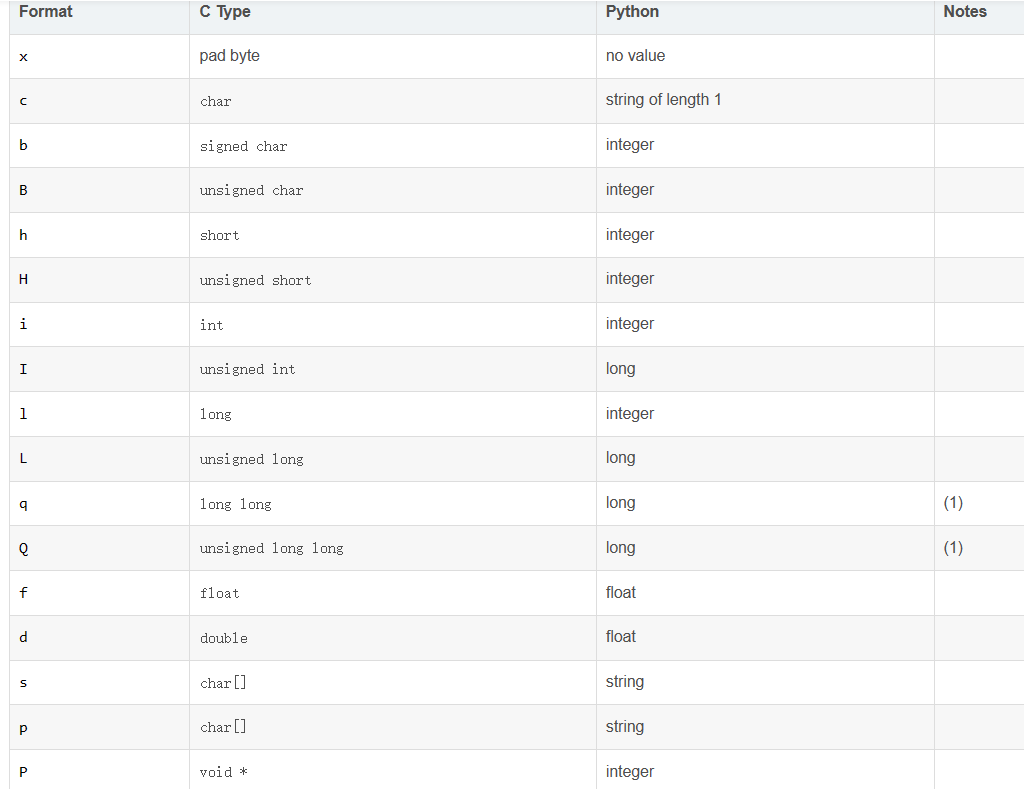 Format C Type Python Notes
x pad byte no value
c char string of length 1
b signed char integer
B unsigned char integer
h short integer
H unsigned short integer
i int integer
I unsigned int long
l long integer
L unsigned long long
q long long long (1)
Q unsigned long long long (1)
f float float
d double float
s char[] string
p char[] string
P void * integer